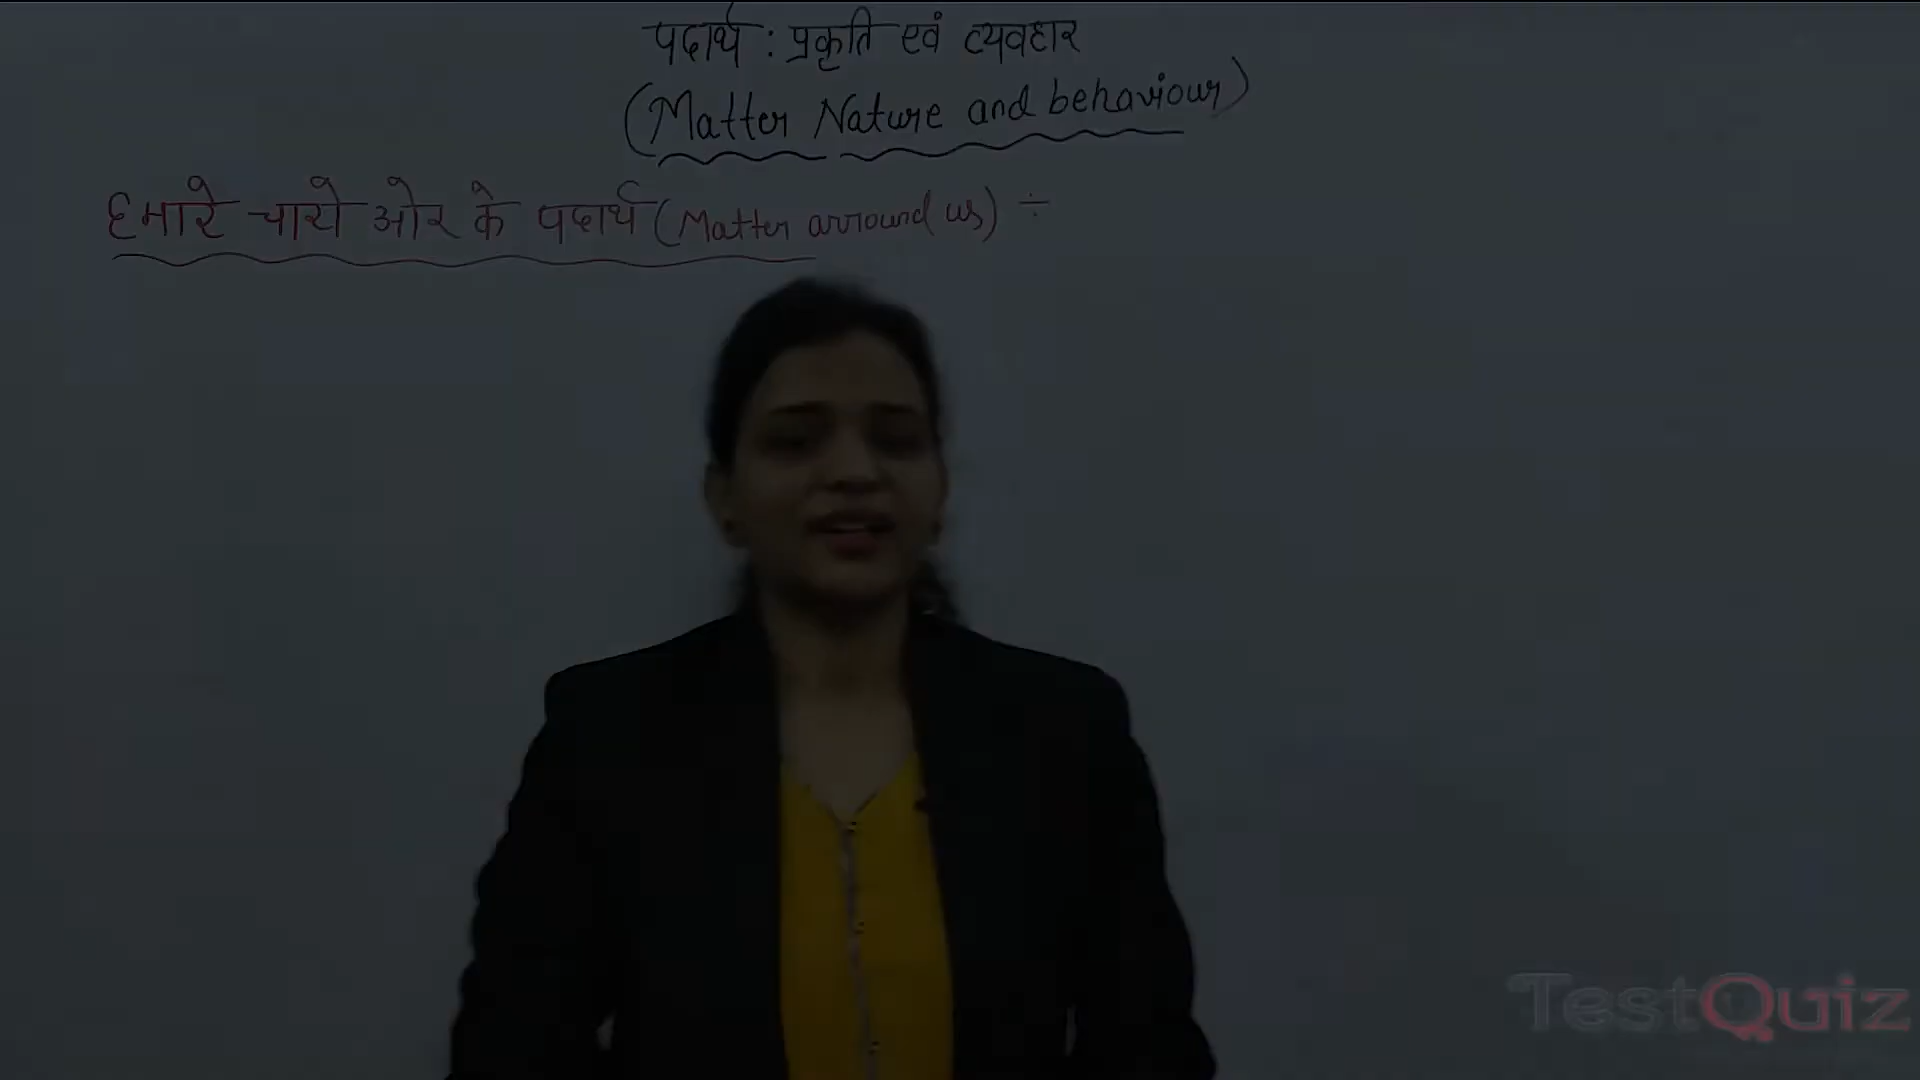 पदार्थ : प्रकृति एवं व्यवहार
(Matter Nature and behaviour)
हमारे चारो ओर के पदार्थ (Matter arround us) ÷
TestQuiz